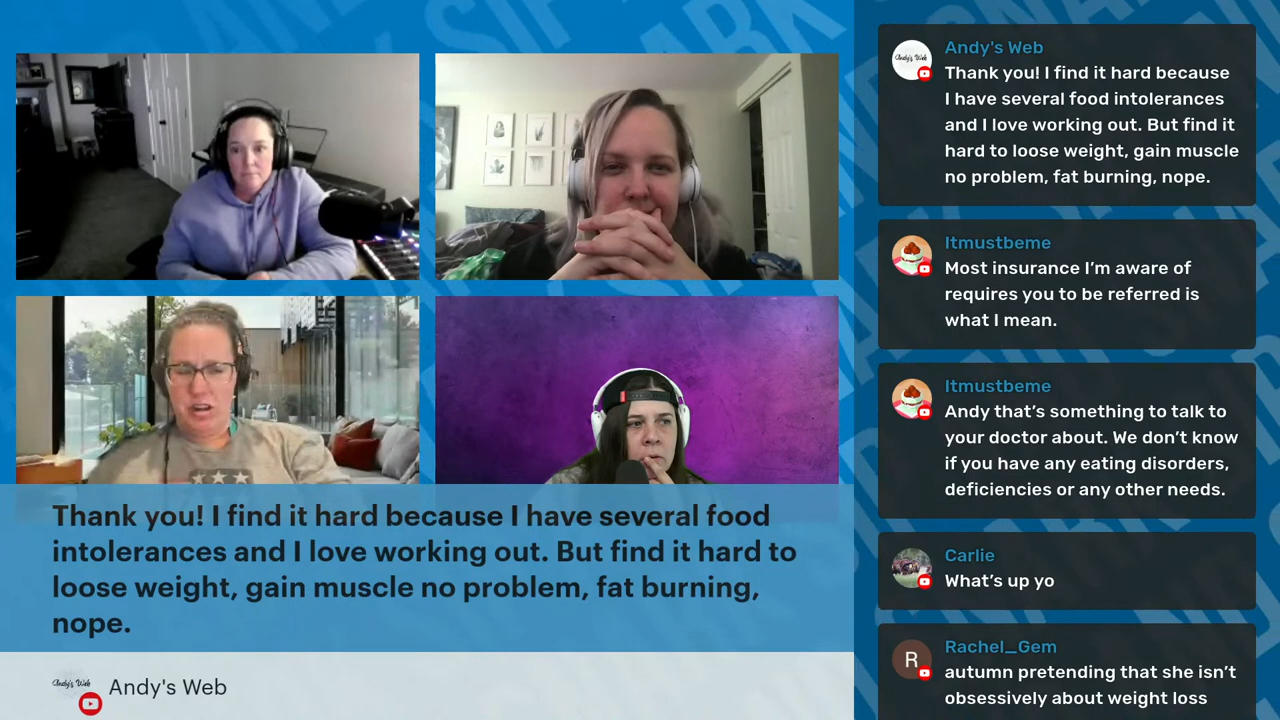 Thank you! I find it hard because I have several food
intolerances and I love working out. But find it hard to
loose weight, gain muscle no problem, fat burning,
nope.
Andy's Web
Andy's Web
Andy's Web
Andy's Web
Thank you! I find it hard because
I have several food intolerances
and I love working out. But find it
hard to loose weight, gain muscle
no problem, fat burning, nope.
Itmustbeme
Most insurance I’m aware of
requires you to be referred is
what I mean.
Itmustbeme
Andy that’s something to talk to
your doctor about. We don’t know
if you have any eating disorders,
deficiencies or any other needs.
Carlie
What’s up yo
R
Rachel_Gem
autumn pretending that she isn’t
obsessively about weight loss